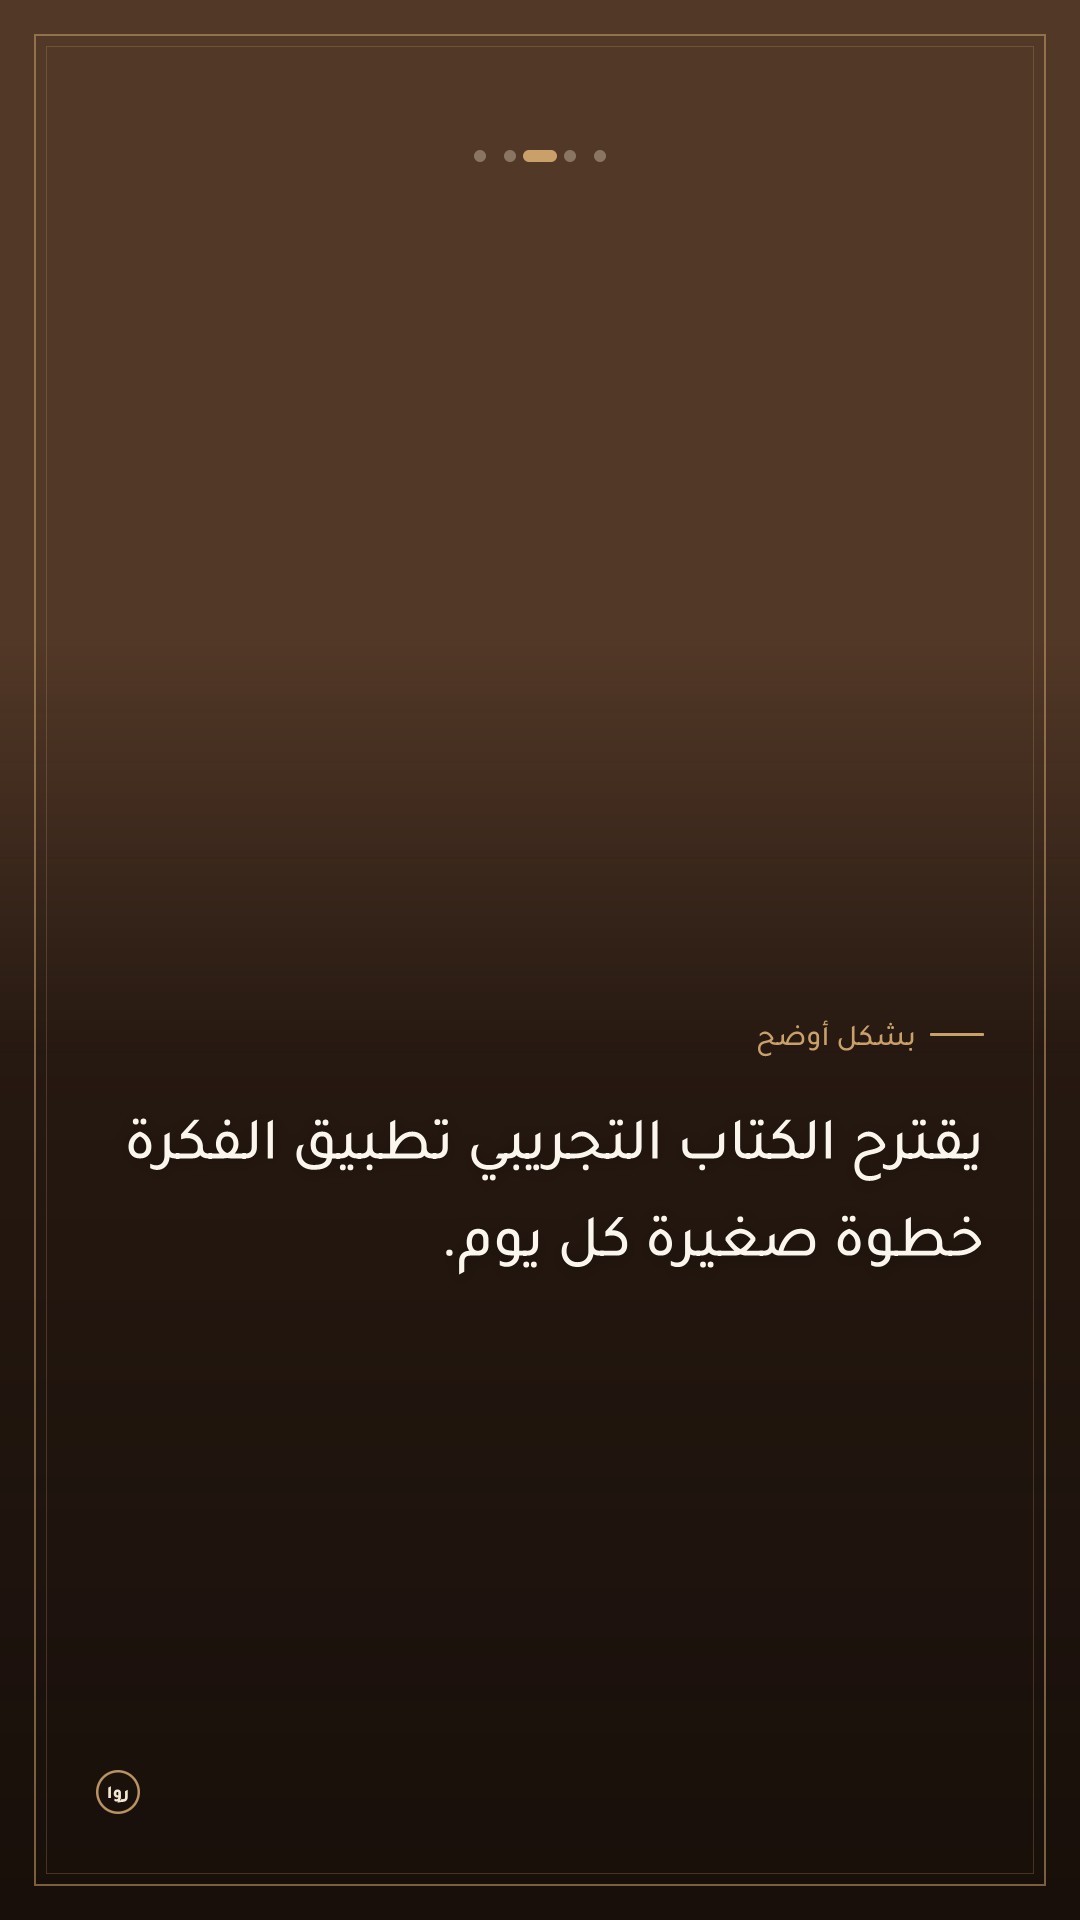 بشكل أوضح
يقترح الكتاب التجريبي تطبيق الفكرة
خطوة صغيرة كل يوم.
روا